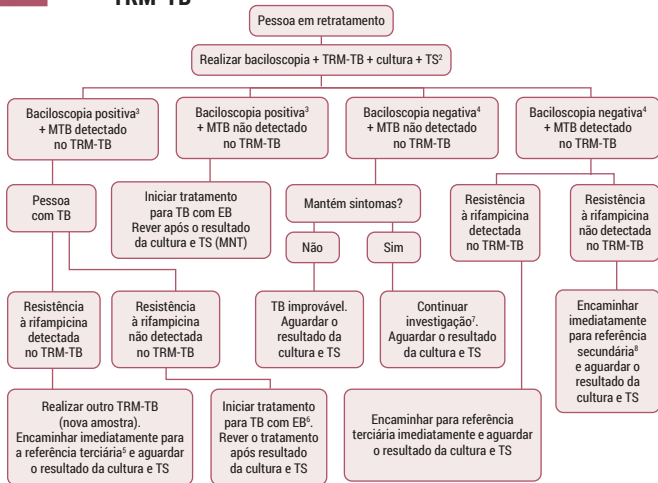 TRM-TB
Pessoa em retratamento
Realizar baciloscopia + TRM-TB + cultura + TS²
Baciloscopia positiva³
+ MTB detectado
no TRM-TB
Baciloscopia positiva³
+ MTB não detectado
no TRM-TB
Baciloscopia negativa⁴
+ MTB não detectado
no TRM-TB
Baciloscopia negativa⁴
+ MTB detectado
no TRM-TB
Pessoa
com TB
Iniciar tratamento
para TB com EB
Rever após o resultado
da cultura e TS (MNT)
Mantém sintomas?
Resistência
à rifampicina
detectada
no TRM-TB
Resistência
à rifampicina
não detectada
no TRM-TB
Não
Sim
Resistência
à rifampicina
detectada
no TRM-TB
Resistência
à rifampicina
não detectada
no TRM-TB
TB improvável.
Aguardar o
resultado da
cultura e TS
Continuar
investigação⁷.
Aguardar o resultado
da cultura e TS
Encaminhar
imediatamente
para referência
secundária⁸
e aguardar o
resultado da
cultura e TS
Realizar outro TRM-TB
(nova amostra).
Encaminhar imediatamente para
a referência terciária⁵ e aguardar
o resultado da cultura e TS
Iniciar tratamento
para TB com EB⁶.
Rever o tratamento
após resultado
da cultura e TS
Encaminhar para referência
terciária imediatamente e aguardar
o resultado da cultura e TS